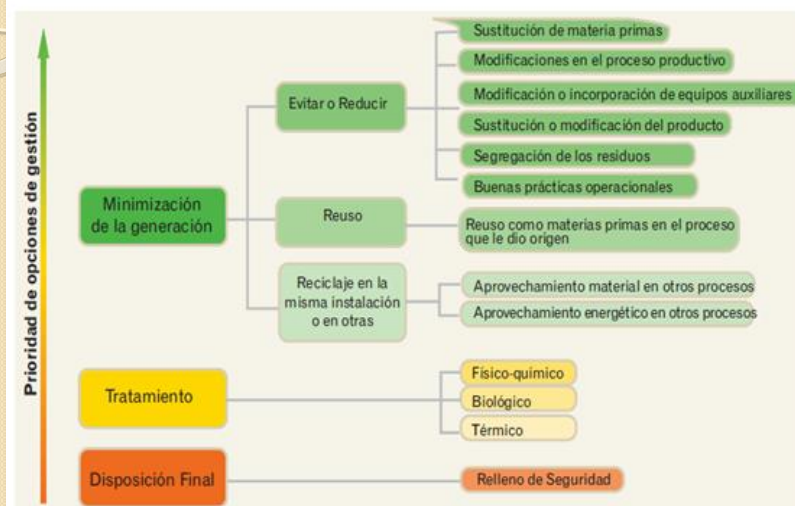 Prioridad de opciones de gestión
Minimización
de la generación
Evitar o Reducir
Sustitución de materia primas
Modificaciones en el proceso productivo
Modificación o incorporación de equipos auxiliares
Sustitución o modificación del producto
Segregación de los residuos
Buenas prácticas operacionales
Reuso
Reuso como materias primas en el proceso
que le dio origen
Reciclaje en la
misma instalación
o en otras
Aprovechamiento material en otros procesos
Aprovechamiento energético en otros procesos
Tratamiento
Físico-químico
Biológico
Térmico
Disposición Final
Relleno de Seguridad